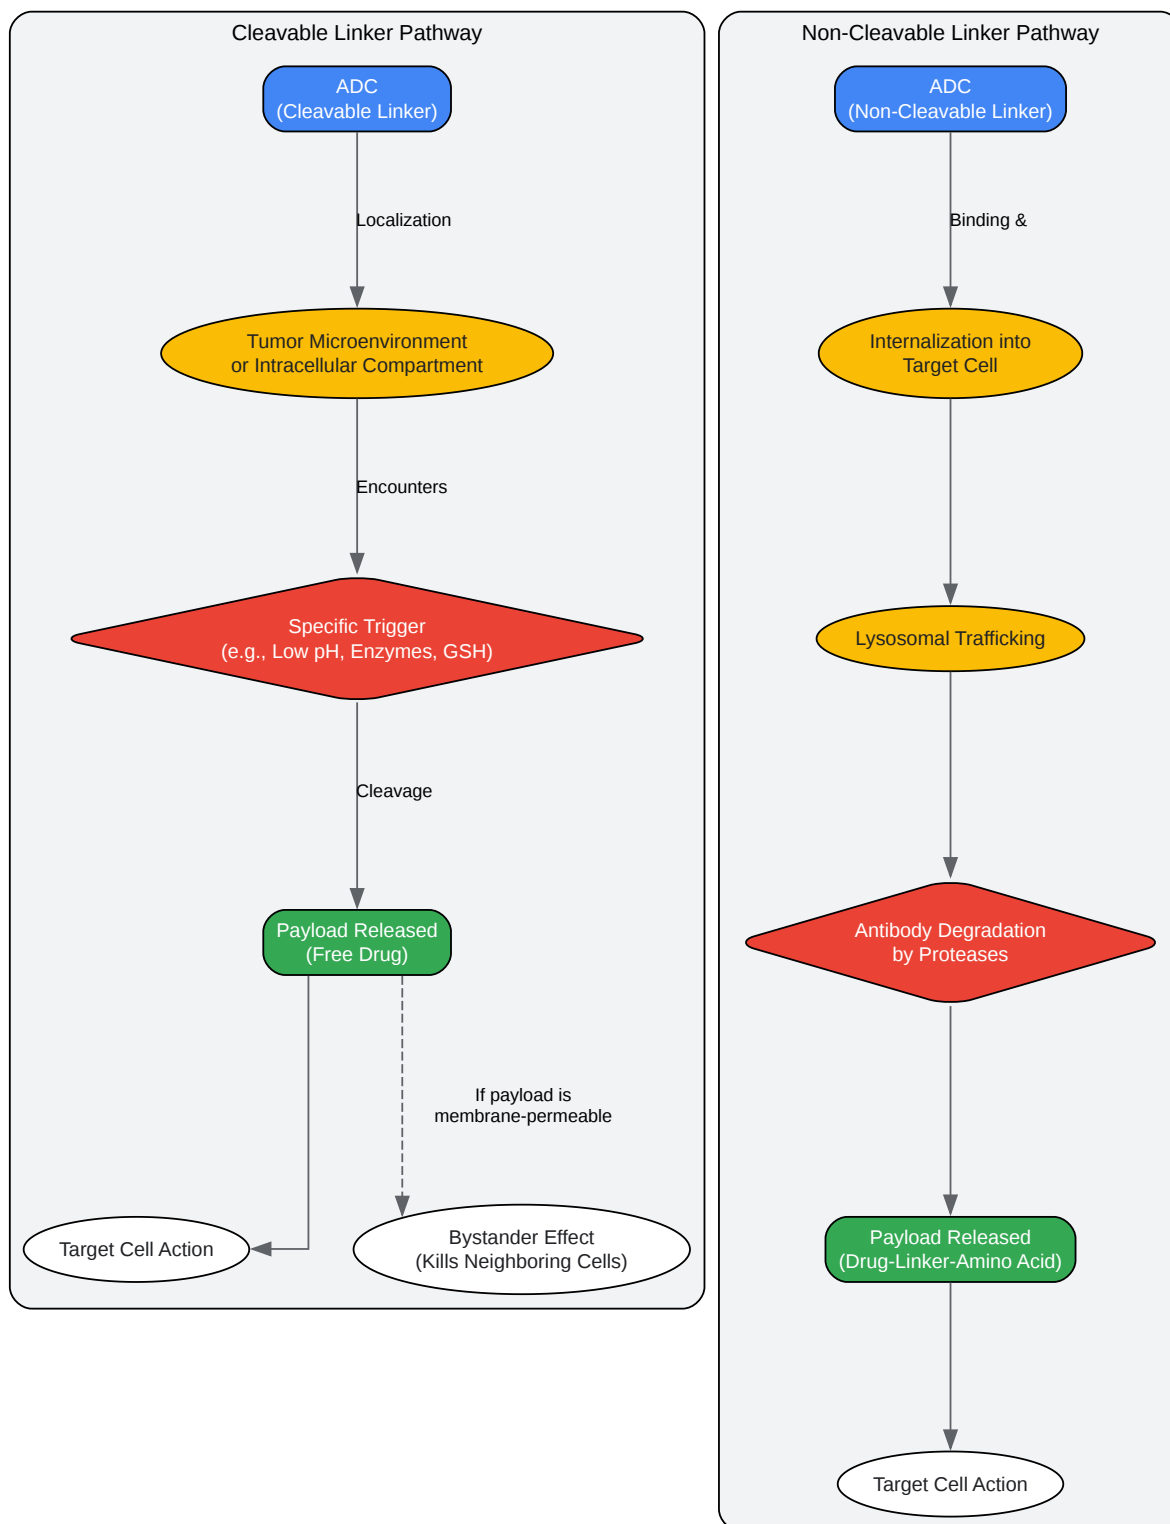 Cleavable Linker Pathway
ADC
(Cleavable Linker)
Localization
Tumor Microenvironment
or Intracellular Compartment
Encounters
Specific Trigger
(e.g., Low pH, Enzymes, GSH)
Cleavage
Payload Released
(Free Drug)
If payload is
membrane-permeable
Target Cell Action
Bystander Effect
(Kills Neighboring Cells)
Non-Cleavable Linker Pathway
ADC
(Non-Cleavable Linker)
Binding &
Internalization into
Target Cell
Lysosomal Trafficking
Antibody Degradation
by Proteases
Payload Released
(Drug-Linker-Amino Acid)
Target Cell Action